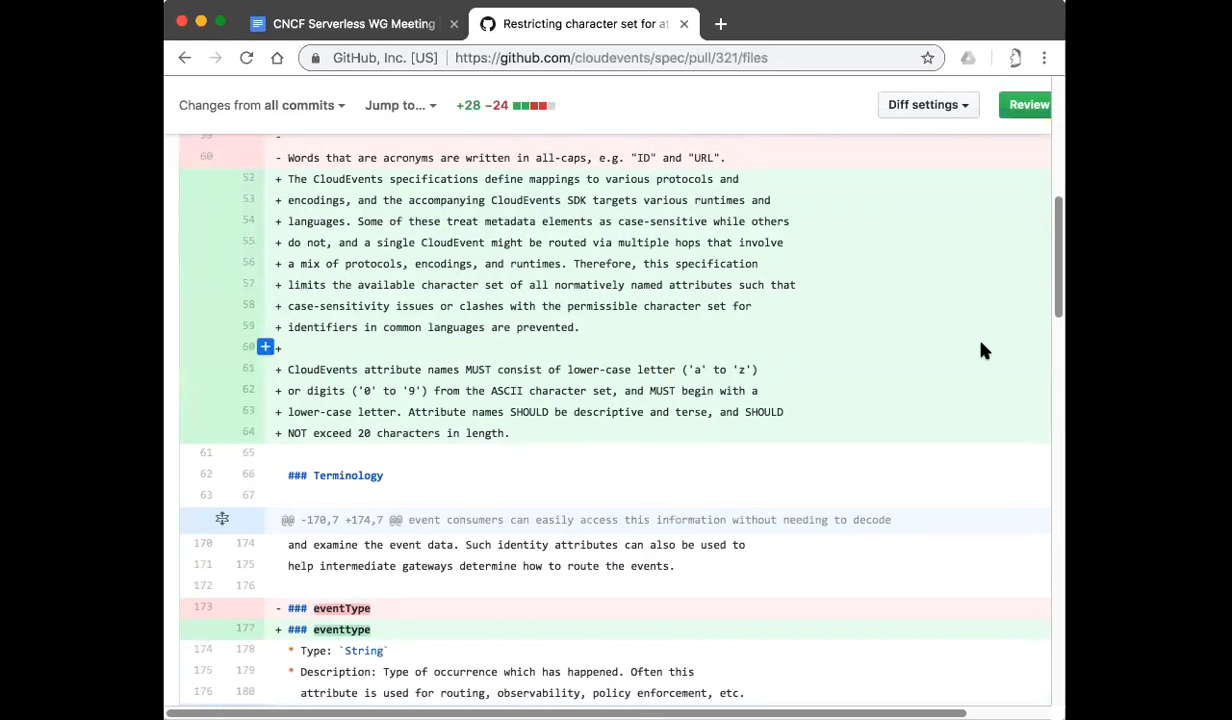 CNCF Serverless WG Meeting
Restricting character set for at
GitHub, Inc. [US] https://github.com/cloudevents/spec/pull/321/files
Changes from all commits Jump to... +28 −24 Diff settings Review
59 -
60 - Words that are acronyms are written in all-caps, e.g. "ID" and "URL".
52 + The CloudEvents specifications define mappings to various protocols and
53 + encodings, and the accompanying CloudEvents SDK targets various runtimes and
54 + languages. Some of these treat metadata elements as case-sensitive while others
55 + do not, and a single CloudEvent might be routed via multiple hops that involve
56 + a mix of protocols, encodings, and runtimes. Therefore, this specification
57 + limits the available character set of all normatively named attributes such that
58 + case-sensitivity issues or clashes with the permissible character set for
59 + identifiers in common languages are prevented.
60 +
61 + CloudEvents attribute names MUST consist of lower-case letter ('a' to 'z')
62 + or digits ('0' to '9') from the ASCII character set, and MUST begin with a
63 + lower-case letter. Attribute names SHOULD be descriptive and terse, and SHOULD
64 + NOT exceed 20 characters in length.
61 65
62 66 ### Terminology
63 67
@@ -170,7 +174,7 @@ event consumers can easily access this information without needing to decode
170 174 and examine the event data. Such identity attributes can also be used to
171 175 help intermediate gateways determine how to route the events.
172 176
173 - ### eventType
177 + ### eventtype
174 178 * Type: `String`
175 179 * Description: Type of occurrence which has happened. Often this
176 180 attribute is used for routing, observability, policy enforcement, etc.